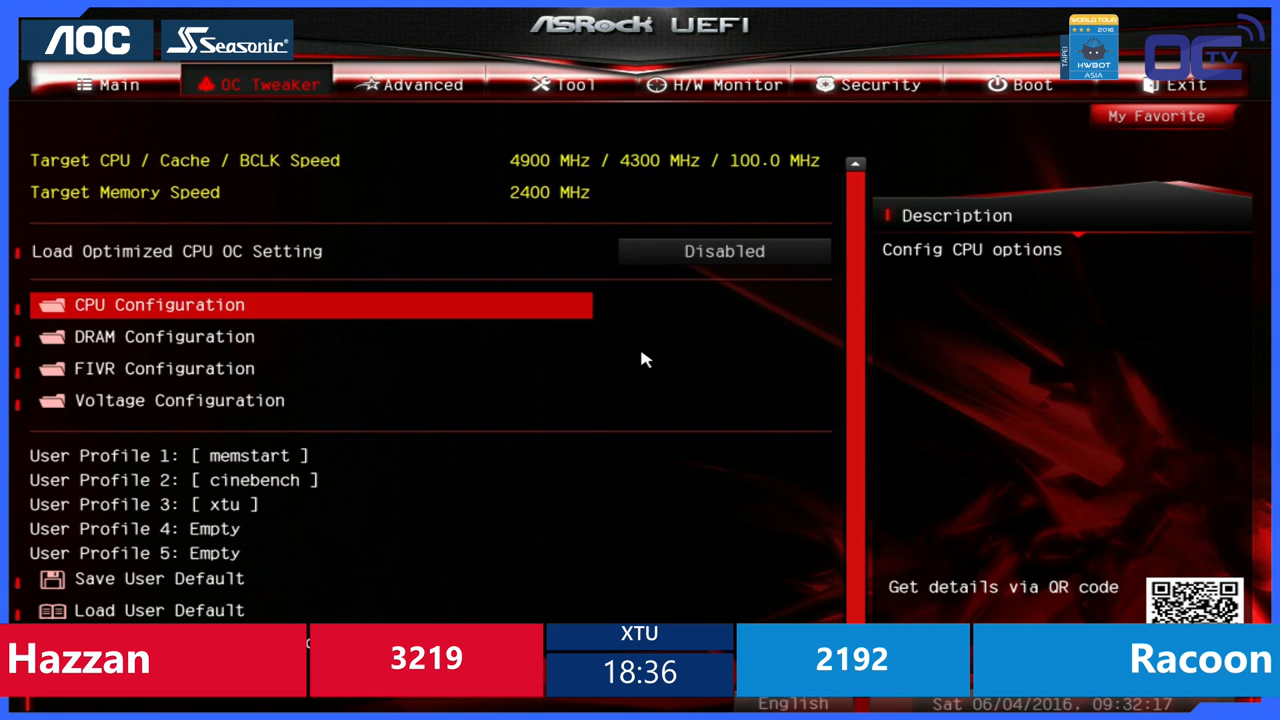 AOC
Seasonic
ASRock UEFI
WORLD TOUR
2016
TAIPEI
HWBOT
ASIA
OCTV
Main
OC Tweaker
Advanced
Tool
H/W Monitor
Security
Boot
Exit
My Favorite
Target CPU / Cache / BCLK Speed 4900 MHz / 4300 MHz / 100.0 MHz
Target Memory Speed 2400 MHz
Load Optimized CPU OC Setting Disabled
CPU Configuration
DRAM Configuration
FIVR Configuration
Voltage Configuration
User Profile 1: [ memstart ]
User Profile 2: [ cinebench ]
User Profile 3: [ xtu ]
User Profile 4: Empty
User Profile 5: Empty
Save User Default
Load User Default
Description
Config CPU options
Get details via QR code
Hazzan 3219 XTU 18:36 2192 Racoon
English Sat 06/04/2016. 09:32:17